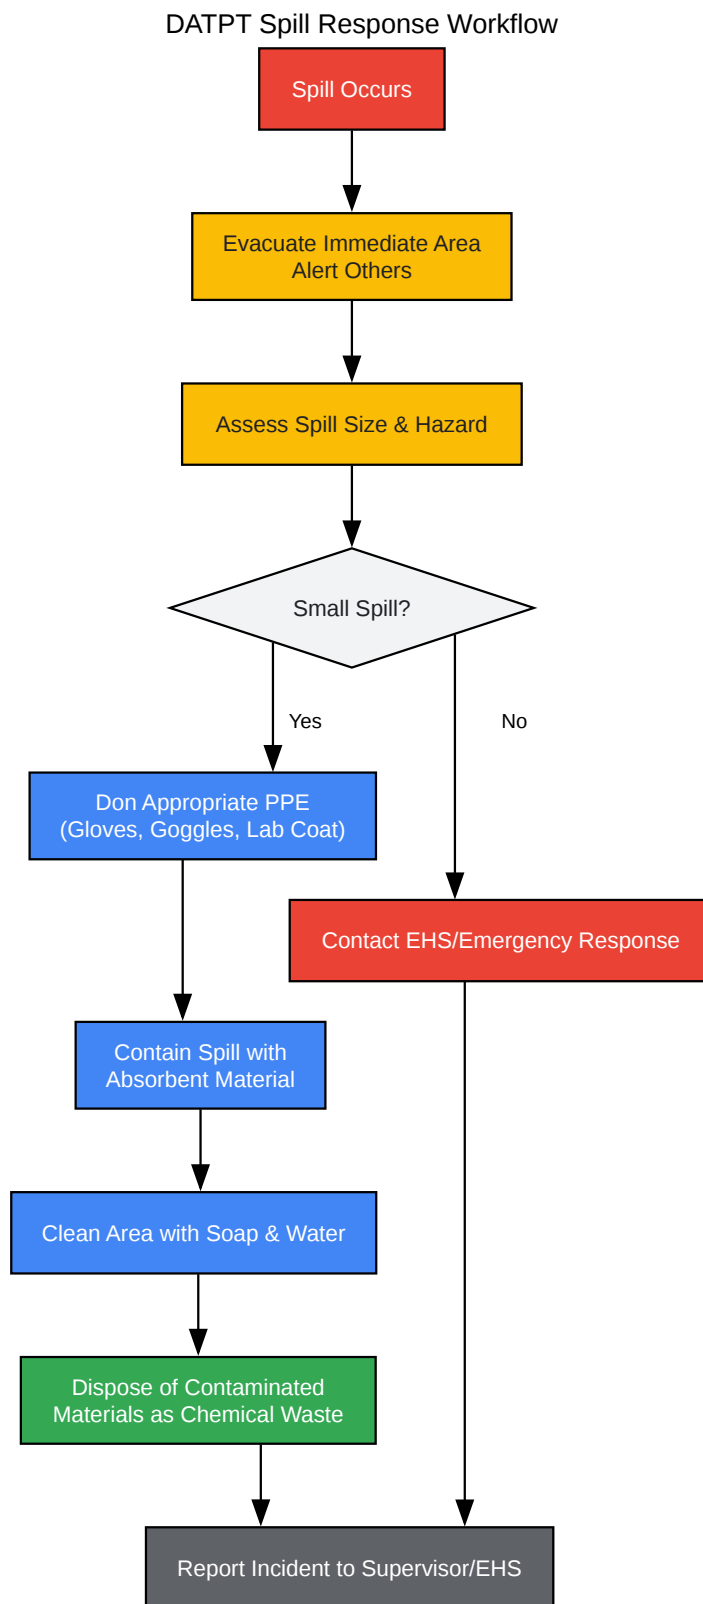 DATPT Spill Response Workflow
Spill Occurs
Evacuate Immediate Area
Alert Others
Assess Spill Size & Hazard
Small Spill?
Yes
No
Don Appropriate PPE
(Gloves, Goggles, Lab Coat)
Contact EHS/Emergency Response
Contain Spill with
Absorbent Material
Clean Area with Soap & Water
Dispose of Contaminated
Materials as Chemical Waste
Report Incident to Supervisor/EHS